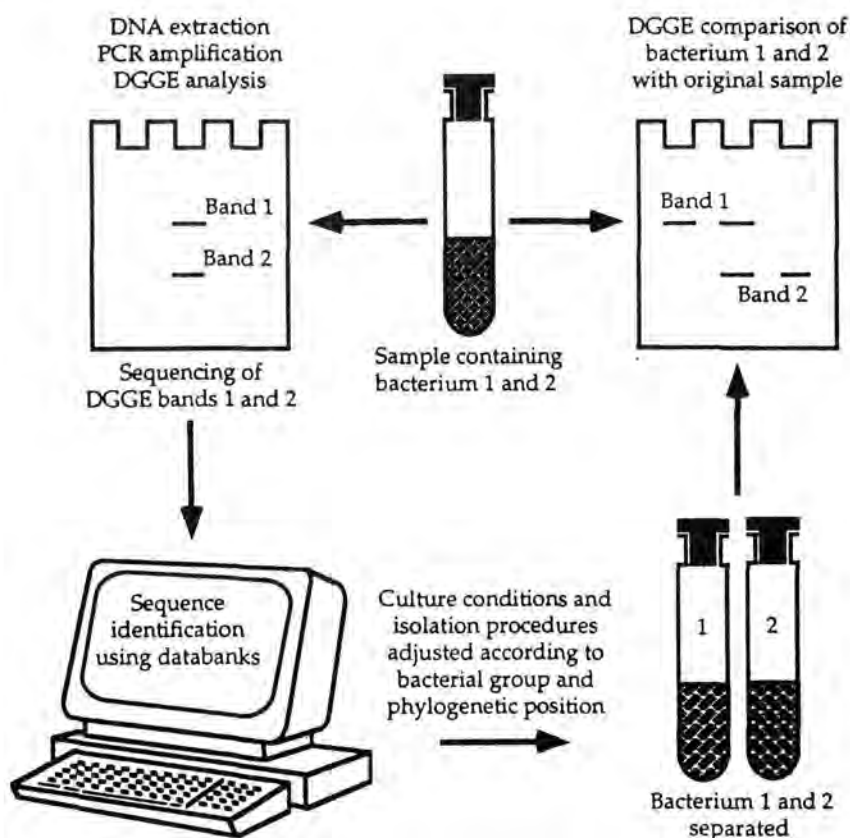 DNA extraction
PCR amplification
DGGE analysis
Band 1
Band 2
Sequencing of
DGGE bands 1 and 2
Sample containing
bacterium 1 and 2
DGGE comparison of
bacterium 1 and 2
with original sample
Band 1
Band 2
Sequence
identification
using databanks
Culture conditions and
isolation procedures
adjusted according to
bacterial group and
phylogenetic position
1
2
Bacterium 1 and 2
separated